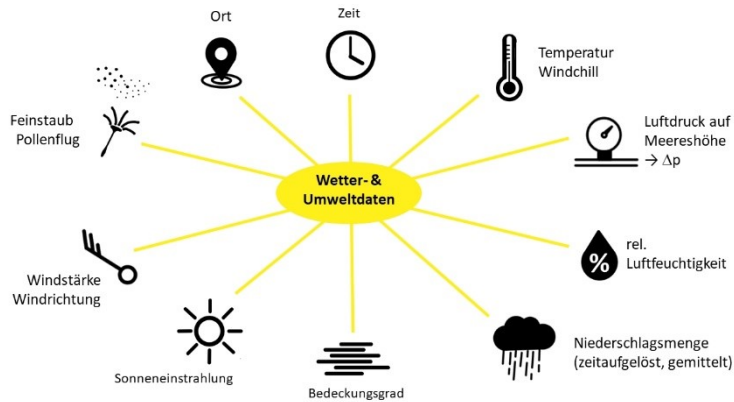 Ort
Zeit
Temperatur
Windchill
Luftdruck auf
Meereshöhe
→ Δp
rel.
Luftfeuchtigkeit
%
Niederschlagsmenge
(zeitaufgelöst, gemittelt)
Bedeckungsgrad
Sonneneinstrahlung
Windstärke
Windrichtung
Feinstaub
Pollenflug
Wetter- &
Umweltdaten